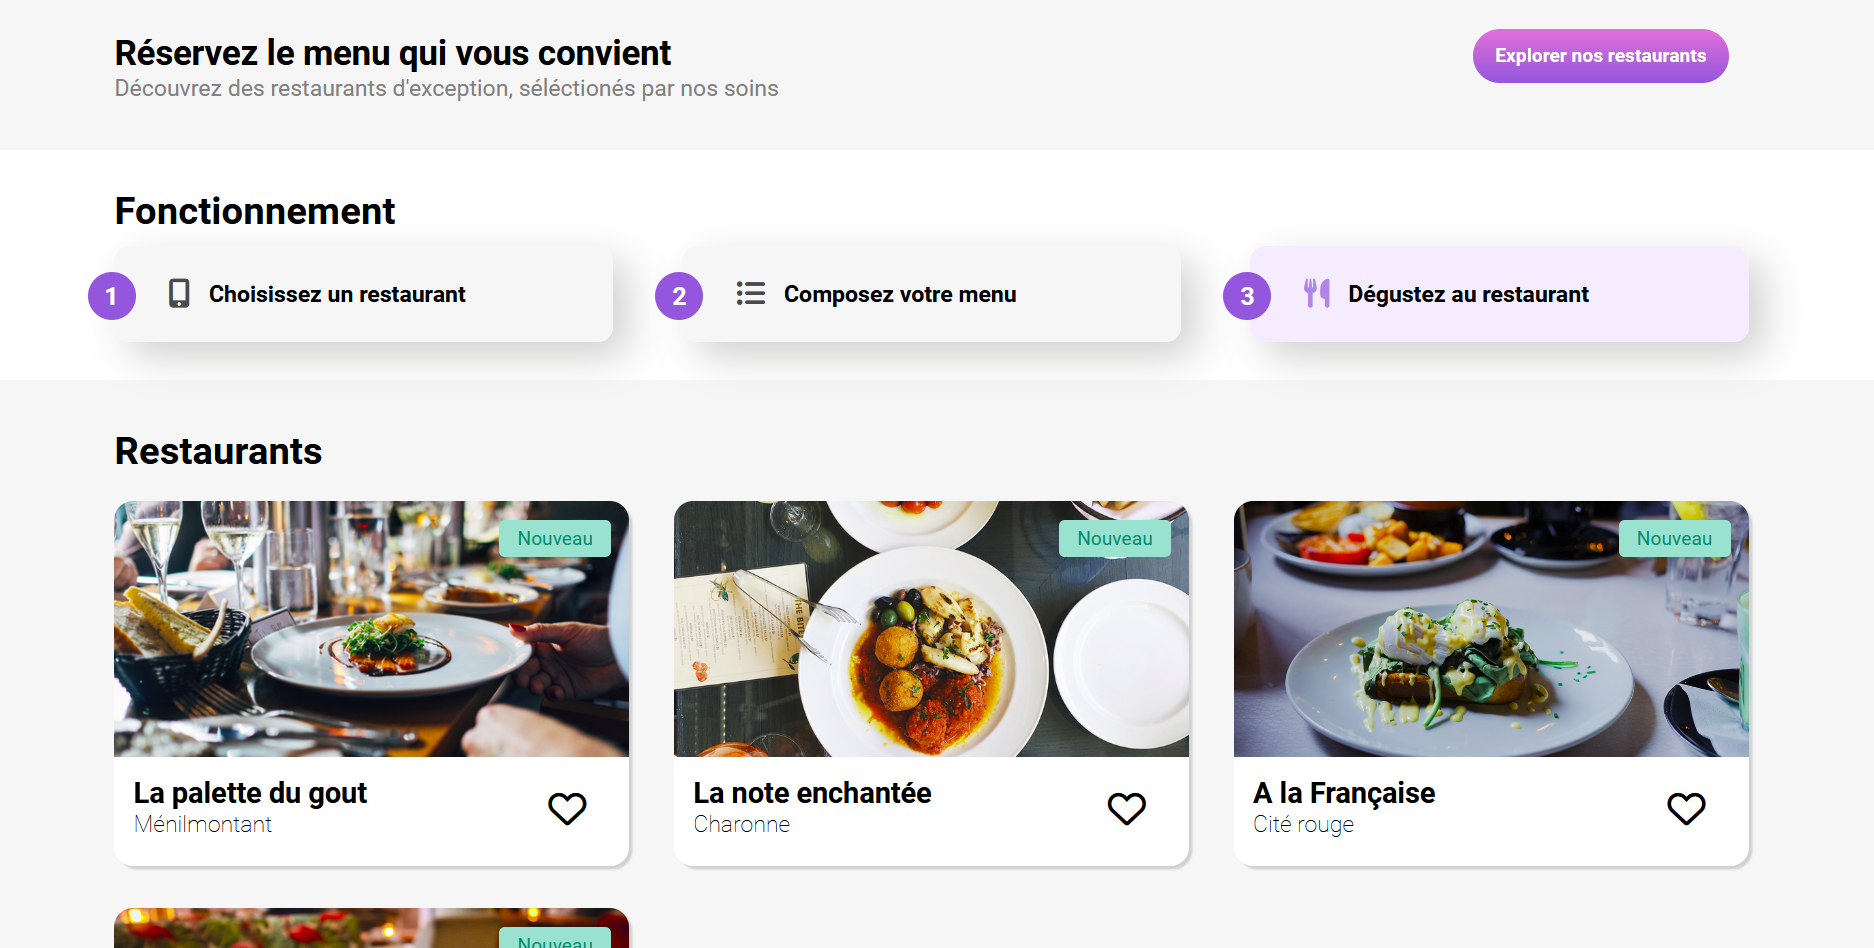 Réservez le menu qui vous convient
Découvrez des restaurants d'exception, séléctionés par nos soins
Explorer nos restaurants
Fonctionnement
1 Choisissez un restaurant
2 Composez votre menu
3 Dégustez au restaurant
Restaurants
Nouveau
Nouveau
Nouveau
La palette du gout
Ménilmontant
La note enchantée
Charonne
A la Française
Cité rouge
Nouveau